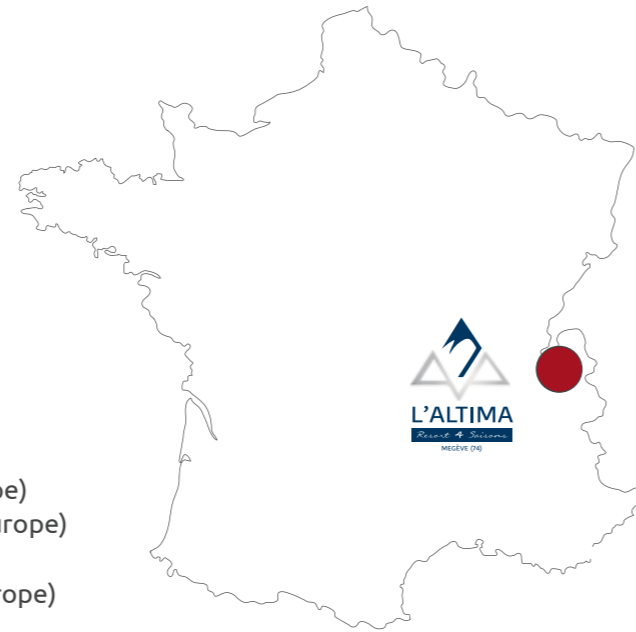 L'ALTIMA
Resort 4 Saisons
MEGÈVE (74)
pe)
urope)
rope)